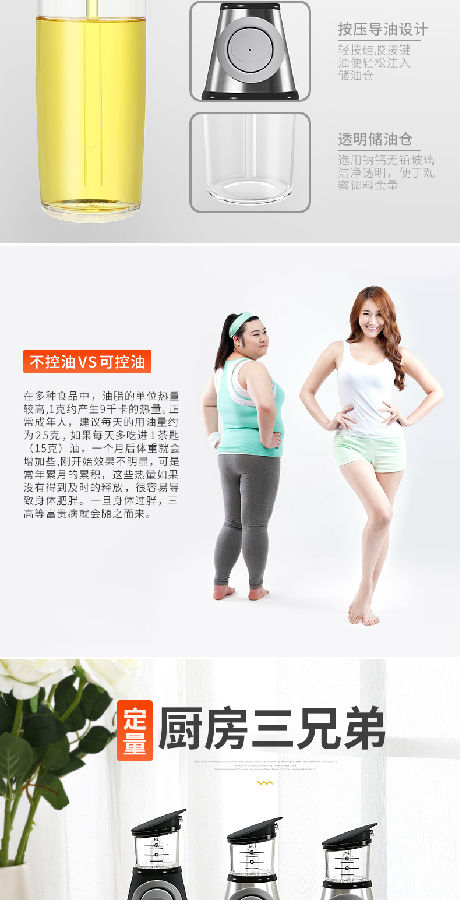 按压导油设计
轻按硅胶按键
油便轻松注入
储油仓
透明储油仓
选用钠钙无铅玻璃
洁净透明，便于观
察调料余量
不控油VS可控油
在多种食品中，油脂的单位热量
较高,1克约产生9千卡的热量。正
常成年人，建议每天的用油量约
为25克。如果每天多吃进1茶匙
（15克）油，一个月后体重就会
增加些,刚开始效果不明显，可是
常年累月的累积，这些热量如果
没有得到及时的释放，很容易导
致身体肥胖。一旦身体过胖，三
高等富贵病就会随之而来。
定量
厨房三兄弟